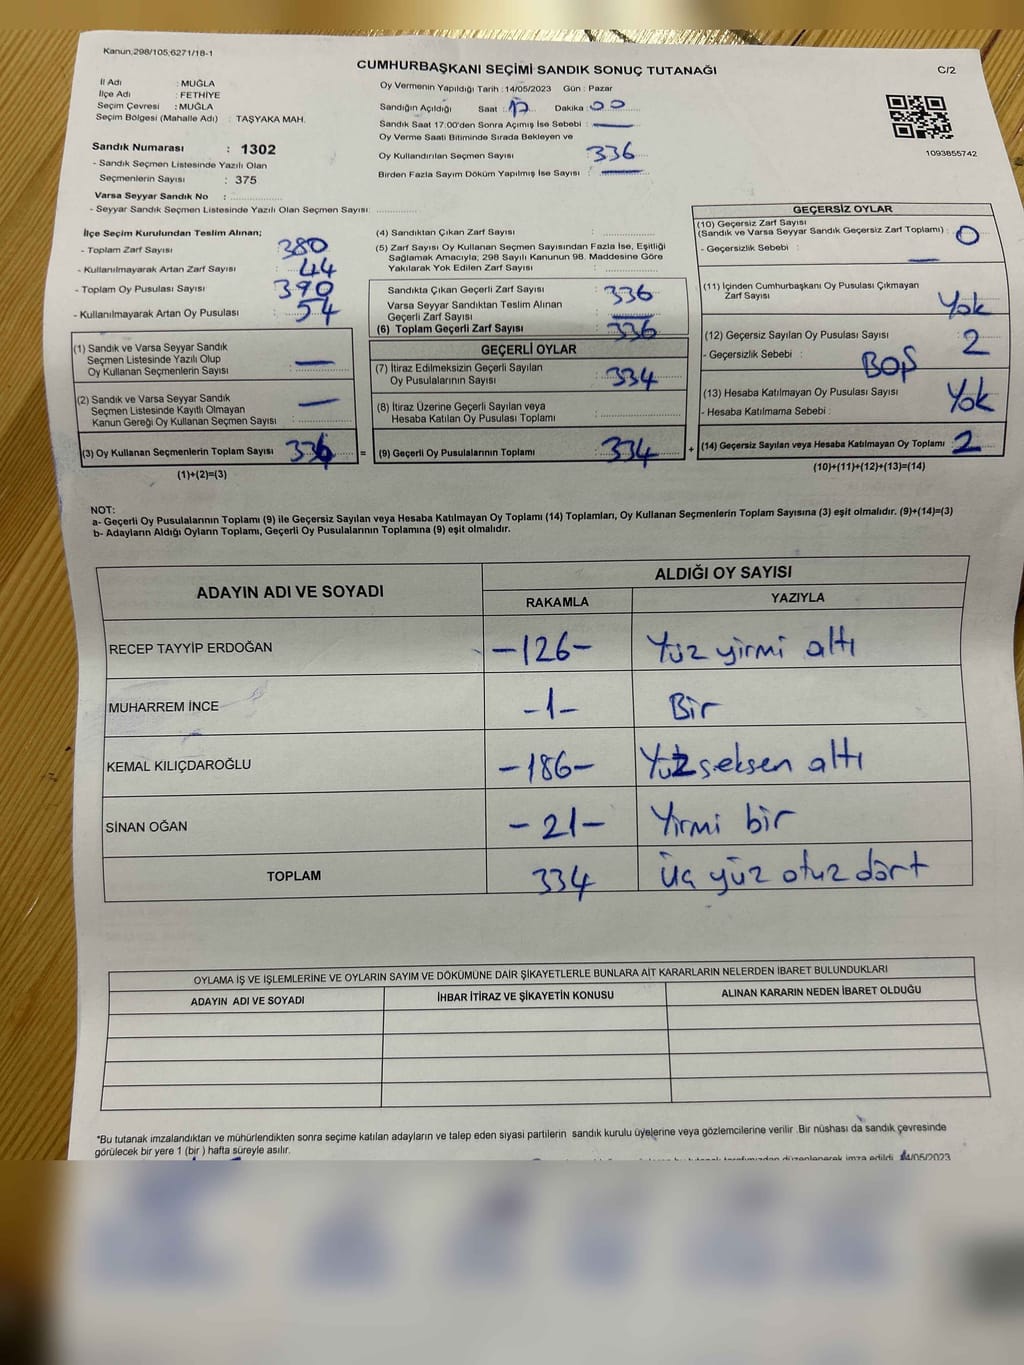 Kanun,298/105,6271/18-1
CUMHURBAŞKANI SEÇİMİ SANDIK SONUÇ TUTANAĞI
C/2
İl Adı : MUĞLA
İlçe Adı : FETHİYE
Seçim Çevresi : MUĞLA
Seçim Bölgesi (Mahalle Adı) : TAŞYAKA MAH.
Sandık Numarası : 1302
- Sandık Seçmen Listesinde Yazılı Olan
Seçmenlerin Sayısı : 375
Varsa Seyyar Sandık No :
- Seyyar Sandık Seçmen Listesinde Yazılı Olan Seçmen Sayısı:
Oy Vermenin Yapıldığı Tarih : 14/05/2023 Gün : Pazar
Sandığın Açıldığı Saat : 17 Dakika : 00
Sandık Saat 17:00'den Sonra Açımış İse Sebebi : —
Oy Verme Saati Bitiminde Sırada Bekleyen ve
Oy Kullandırılan Seçmen Sayısı : 336
Birden Fazla Sayım Döküm Yapılmış İse Sayısı : —
1093855742
İlçe Seçim Kurulundan Teslim Alınan;
- Toplam Zarf Sayısı : 380
- Kullanılmayarak Artan Zarf Sayısı : 44
- Toplam Oy Pusulası Sayısı : 390
- Kullanılmayarak Artan Oy Pusulası : 54
(1) Sandık ve Varsa Seyyar Sandık
Seçmen Listesinde Yazılı Olup
Oy Kullanan Seçmenlerin Sayısı : —
(2) Sandık ve Varsa Seyyar Sandık
Seçmen Listesinde Kayıtlı Olmayan
Kanun Gereği Oy Kullanan Seçmen Sayısı : —
(3) Oy Kullanan Seçmenlerin Toplam Sayısı 336 =
(1)+(2)=(3)
(4) Sandıktan Çıkan Zarf Sayısı :
(5) Zarf Sayısı Oy Kullanan Seçmen Sayısından Fazla İse, Eşitliği
Sağlamak Amacıyla; 298 Sayılı Kanunun 98. Maddesine Göre
Yakılarak Yok Edilen Zarf Sayısı :
Sandıkta Çıkan Geçerli Zarf Sayısı : 336
Varsa Seyyar Sandıktan Teslim Alınan
Geçerli Zarf Sayısı : —
(6) Toplam Geçerli Zarf Sayısı : 336
GEÇERLİ OYLAR
(7) İtiraz Edilmeksizin Geçerli Sayılan
Oy Pusulalarının Sayısı : 334
(8) İtiraz Üzerine Geçerli Sayılan veya
Hesaba Katılan Oy Pusulası Toplamı :
(9) Geçerli Oy Pusulalarının Toplamı : 334 +
GEÇERSİZ OYLAR
(10) Geçersiz Zarf Sayısı
(Sandık ve Varsa Seyyar Sandık Geçersiz Zarf Toplamı) : 0
- Geçersizlik Sebebi : —
(11) İçinden Cumhurbaşkanı Oy Pusulası Çıkmayan
Zarf Sayısı : Yok
(12) Geçersiz Sayılan Oy Pusulası Sayısı : 2
- Geçersizlik Sebebi : BOŞ
(13) Hesaba Katılmayan Oy Pusulası Sayısı : Yok
- Hesaba Katılmama Sebebi :
(14) Geçersiz Sayılan veya Hesaba Katılmayan Oy Toplamı 2
(10)+(11)+(12)+(13)=(14)
NOT:
a- Geçerli Oy Pusulalarının Toplamı (9) ile Geçersiz Sayılan veya Hesaba Katılmayan Oy Toplamı (14) Toplamları, Oy Kullanan Seçmenlerin Toplam Sayısına (3) eşit olmalıdır. (9)+(14)=(3)
b- Adayların Aldığı Oyların Toplamı, Geçerli Oy Pusulalarının Toplamına (9) eşit olmalıdır.
ADAYIN ADI VE SOYADI ALDIĞI OY SAYISI
RAKAMLA YAZIYLA
RECEP TAYYİP ERDOĞAN -126- Yüz yirmi altı
MUHARREM İNCE -1- Bir
KEMAL KILIÇDAROĞLU -186- Yüz seksen altı
SİNAN OĞAN -21- Yirmi bir
TOPLAM 334 Üç yüz otuz dört
OYLAMA İŞ VE İŞLEMLERİNE VE OYLARIN SAYIM VE DÖKÜMÜNE DAİR ŞİKAYETLERLE BUNLARA AİT KARARLARIN NELERDEN İBARET BULUNDUKLARI
ADAYIN ADI VE SOYADI İHBAR İTİRAZ VE ŞİKAYETİN KONUSU ALINAN KARARIN NEDEN İBARET OLDUĞU
*Bu tutanak imzalandıktan ve mühürlendikten sonra seçime katılan adayların ve talep eden siyasi partilerin sandık kurulu üyelerine veya gözlemcilerine verilir .Bir nüshası da sandık çevresinde
görülecek bir yere 1 (bir ) hafta süreyle asılır.
düzenlenerek imza edildi. 14/05/2023